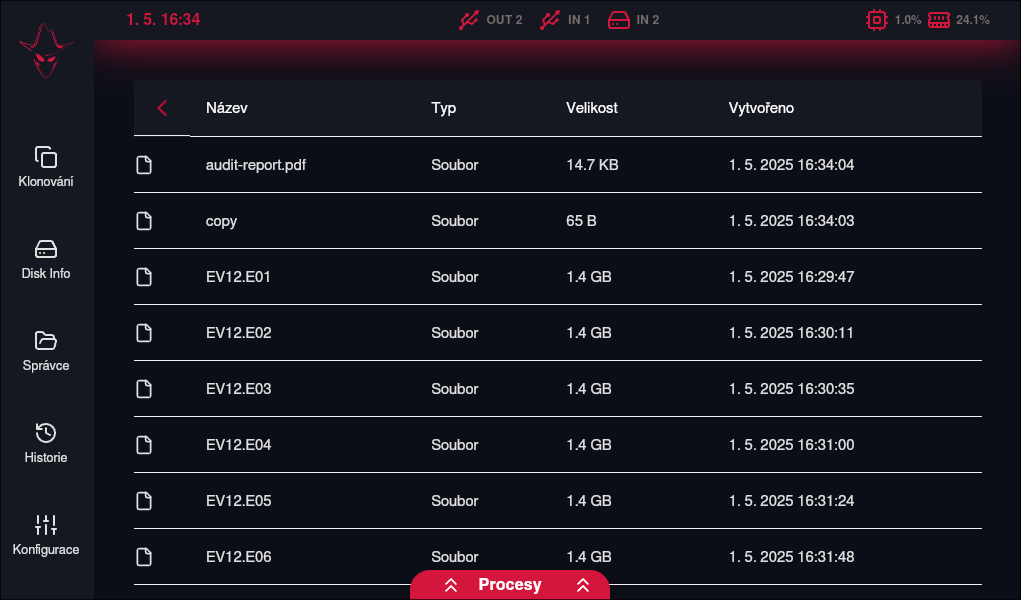 1. 5. 16:34 OUT 2 IN 1 IN 2 1.0% 24.1%
Klonování
Disk Info
Správce
Historie
Konfigurace
Název Typ Velikost Vytvořeno
audit-report.pdf Soubor 14.7 KB 1. 5. 2025 16:34:04
copy Soubor 65 B 1. 5. 2025 16:34:03
EV12.E01 Soubor 1.4 GB 1. 5. 2025 16:29:47
EV12.E02 Soubor 1.4 GB 1. 5. 2025 16:30:11
EV12.E03 Soubor 1.4 GB 1. 5. 2025 16:30:35
EV12.E04 Soubor 1.4 GB 1. 5. 2025 16:31:00
EV12.E05 Soubor 1.4 GB 1. 5. 2025 16:31:24
EV12.E06 Soubor 1.4 GB 1. 5. 2025 16:31:48
Procesy